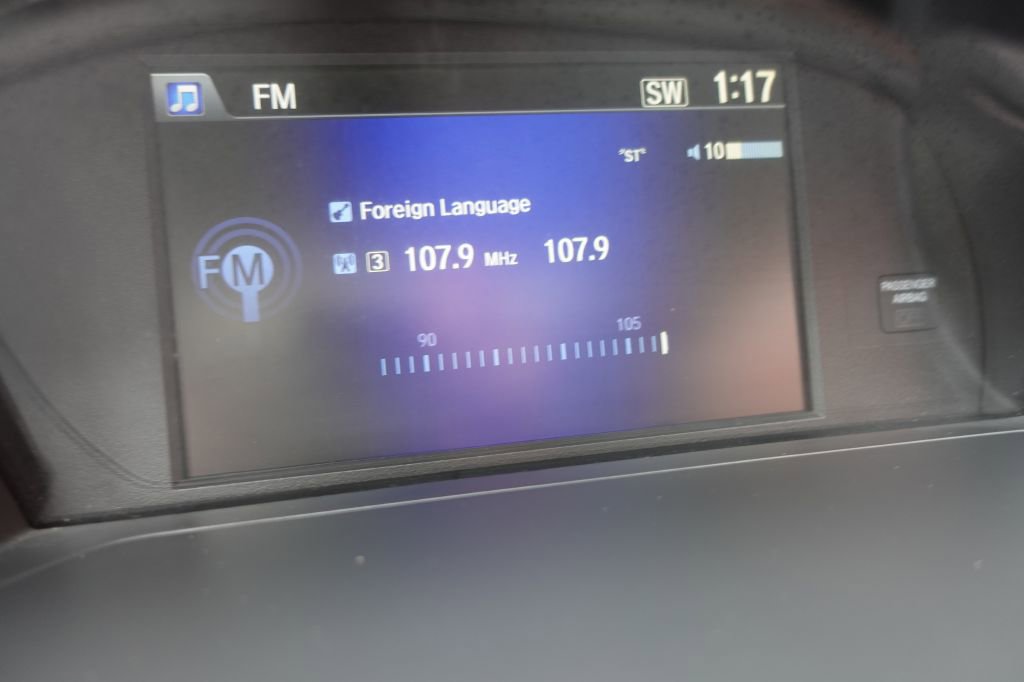 FM SW 1:17
"ST" 10
Foreign Language
FM 3 107.9 MHz 107.9
PASSENGER
AIRBAG
90 105